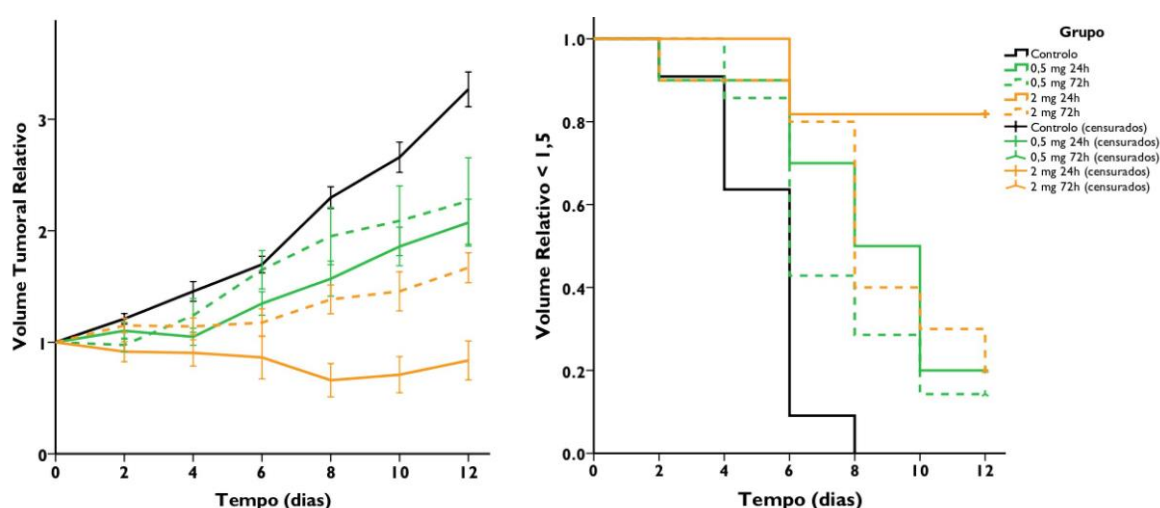 Volume Tumoral Relativo
3
2
1
0
0 2 4 6 8 10 12
Tempo (dias)
Volume Relativo < 1,5
1.0
0.8
0.6
0.4
0.2
0.0
0 2 4 6 8 10 12
Tempo (dias)
Grupo
Controlo
0,5 mg 24h
0,5 mg 72h
2 mg 24h
2 mg 72h
Controlo (censurados)
0,5 mg 24h (censurados)
0,5 mg 72h (censurados)
2 mg 24h (censurados)
2 mg 72h (censurados)